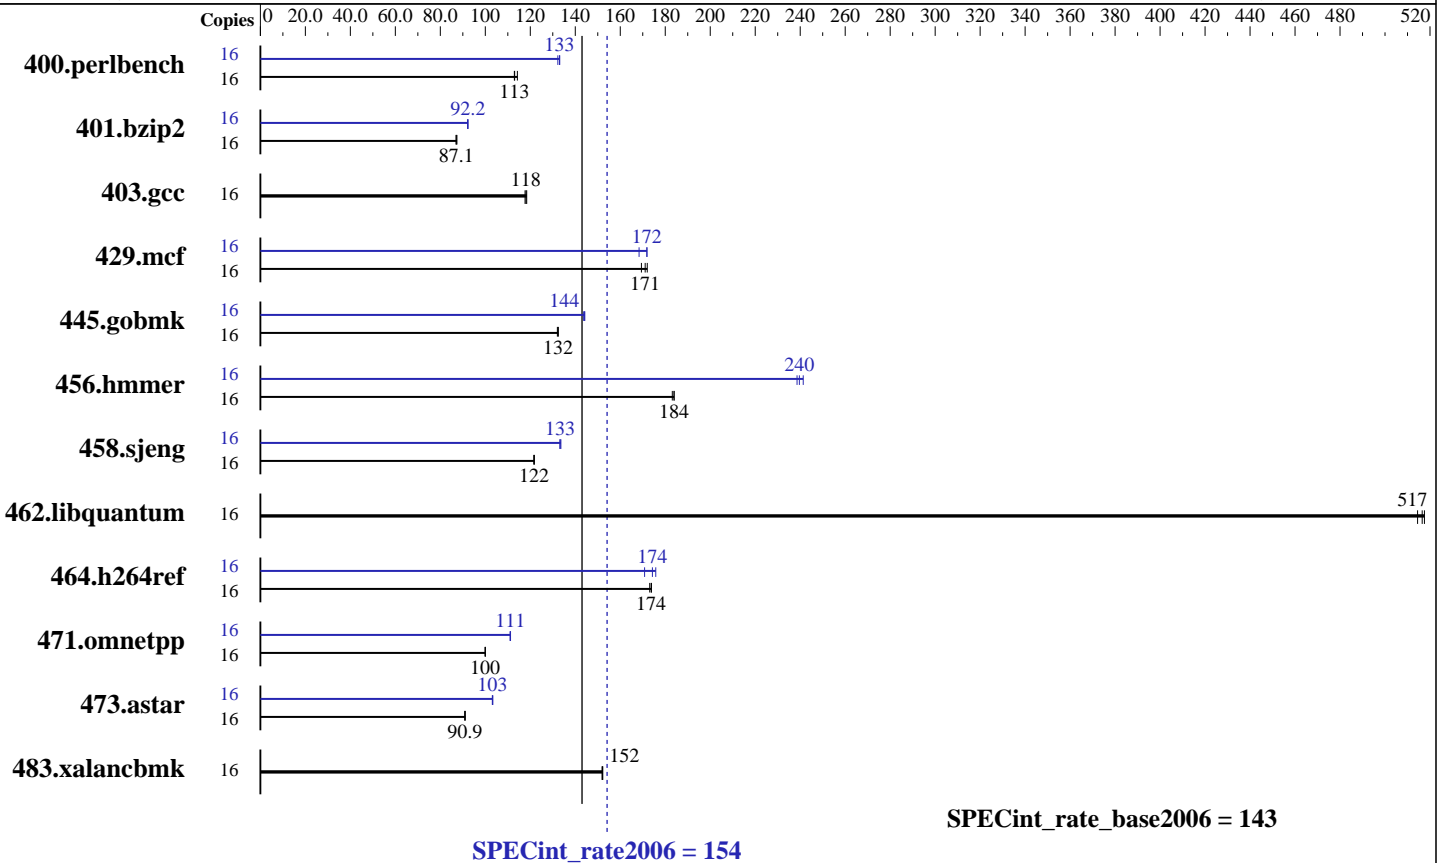 Copies 0 20.0 40.0 60.0 80.0 100 120 140 160 180 200 220 240 260 280 300 320 340 360 380 400 420 440 460 480 520
400.perlbench 16 133
16 113
401.bzip2 16 92.2
16 87.1
403.gcc 16 118
429.mcf 16 172
16 171
445.gobmk 16 144
16 132
456.hmmer 16 240
16 184
458.sjeng 16 133
16 122
462.libquantum 16 517
464.h264ref 16 174
16 174
471.omnetpp 16 111
16 100
473.astar 16 103
16 90.9
483.xalancbmk 16 152
SPECint_rate_base2006 = 143
SPECint_rate2006 = 154